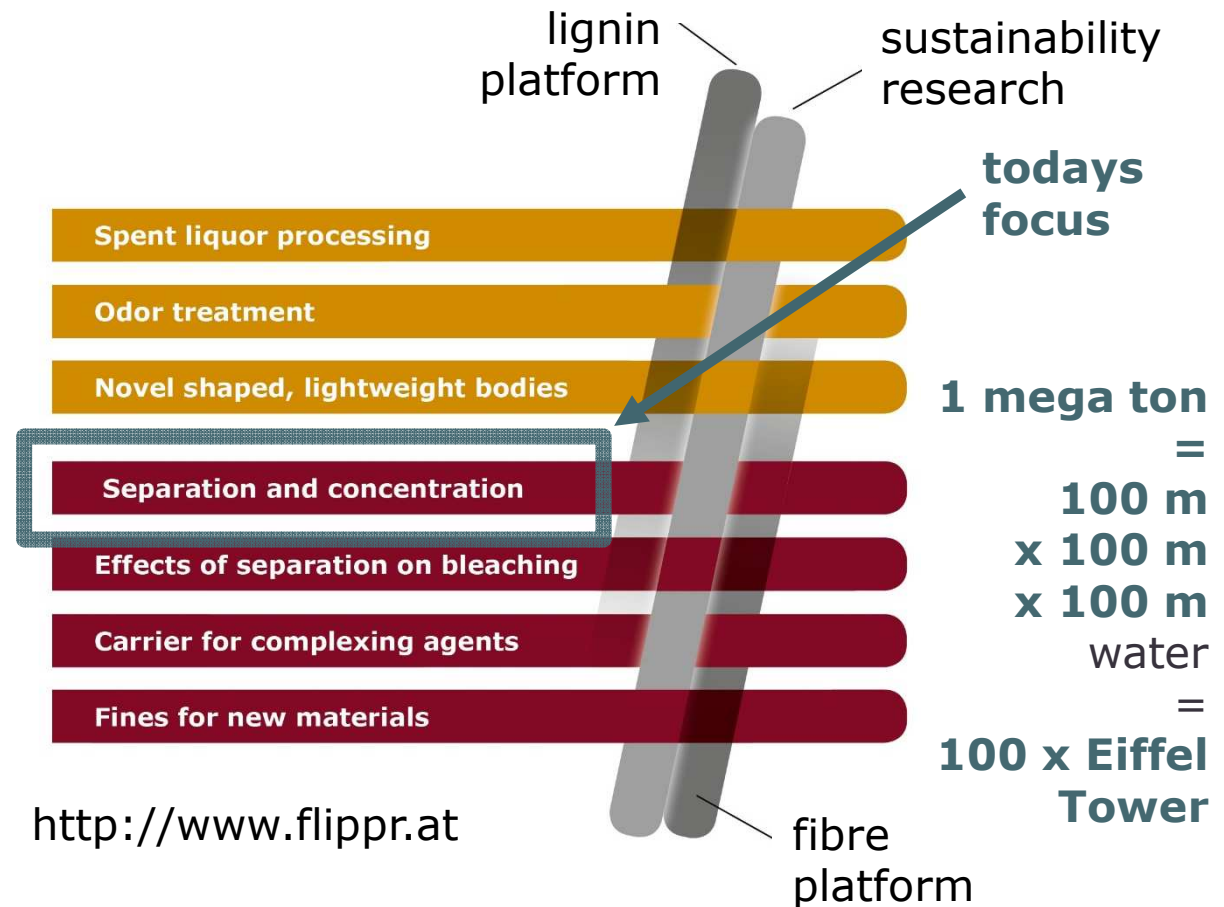 lignin
platform
sustainability
research
todays
focus
Spent liquor processing
Odor treatment
Novel shaped, lightweight bodies
Separation and concentration
Effects of separation on bleaching
Carrier for complexing agents
Fines for new materials
1 mega ton
=
100 m
x 100 m
x 100 m
water
=
100 x Eiffel
Tower
http://www.flippr.at
fibre
platform